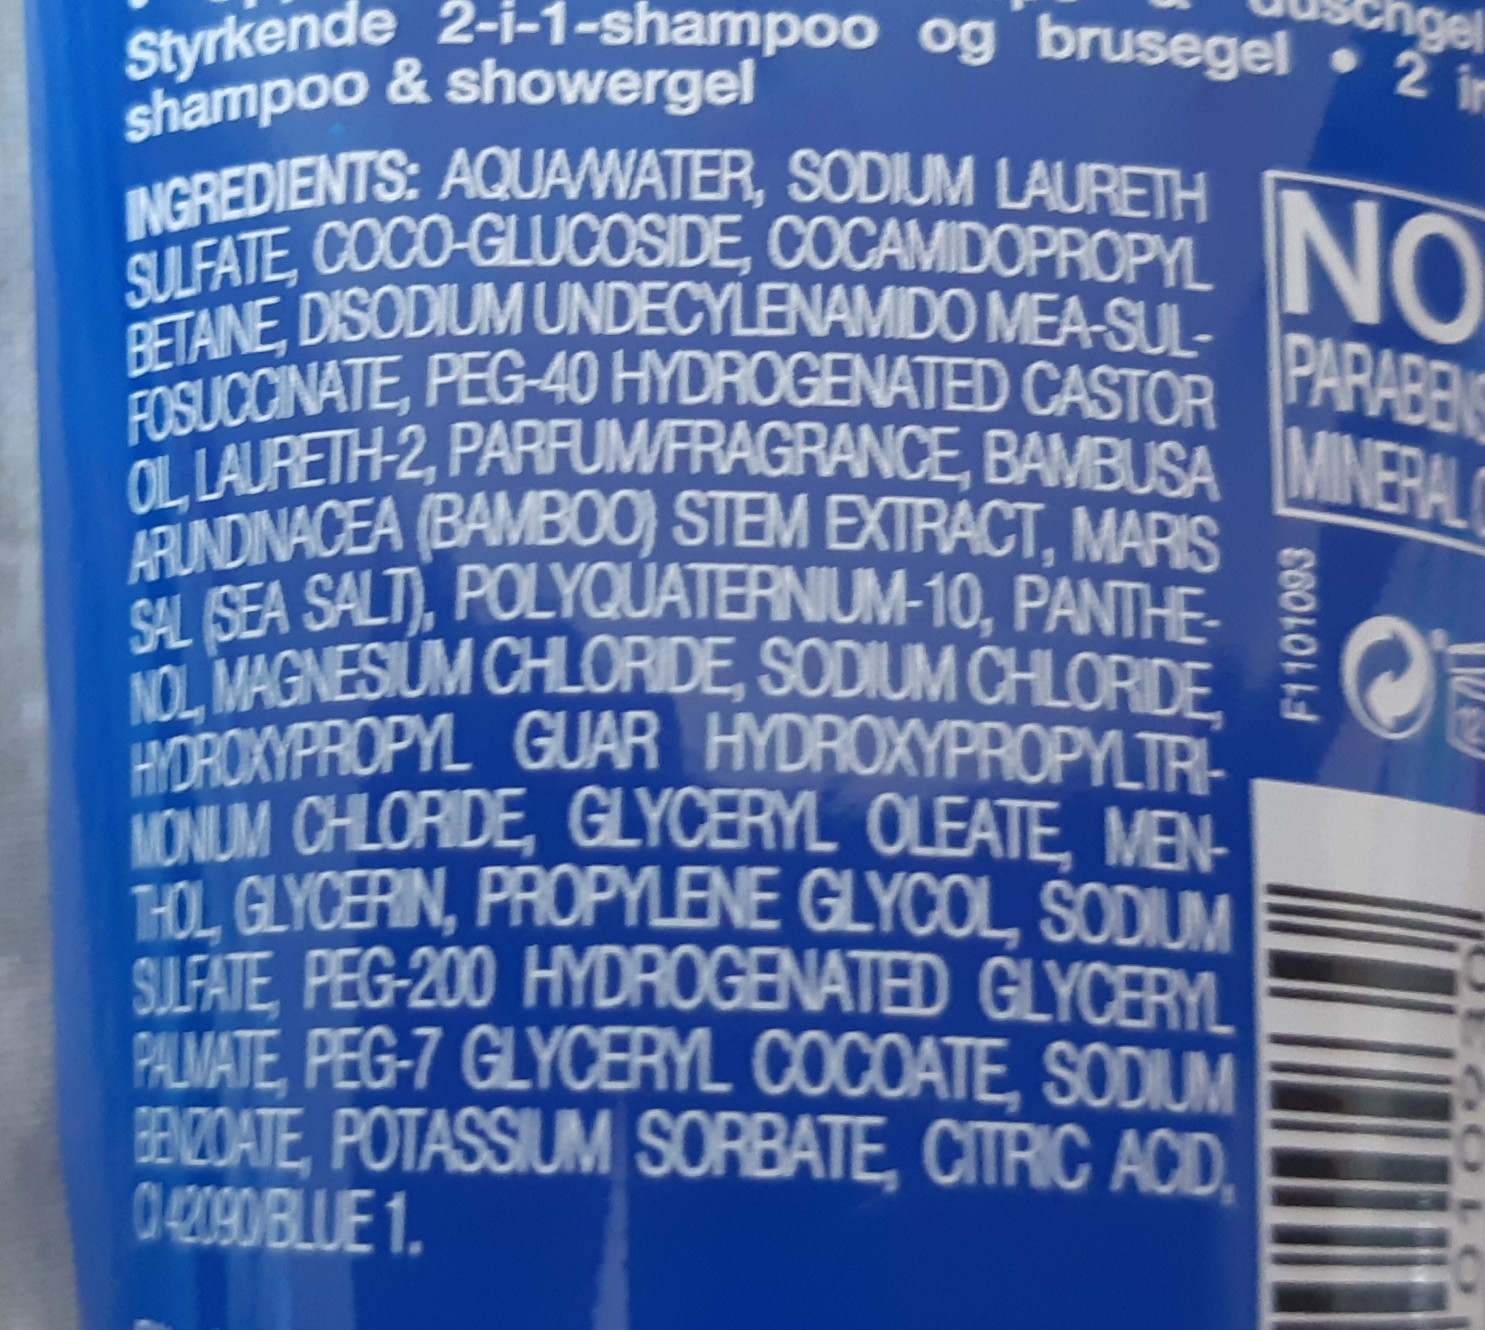 duschgel
Styrkende 2-i-1-shampoo og brusegel • 2 in
shampoo & showergel
INGREDIENTS: AQUA/WATER, SODIUM LAURETH
SULFATE, COCO-GLUCOSIDE, COCAMIDOPROPYL
BETAINE, DISODIUM UNDECYLENAMIDO MEA-SUL-
FOSUCCINATE, PEG-40 HYDROGENATED CASTOR
OIL, LAURETH-2, PARFUM/FRAGRANCE, BAMBUSA
ARUNDINACEA (BAMBOO) STEM EXTRACT, MARIS
SAL (SEA SALT), POLYQUATERNIUM-10, PANTHE-
NOL, MAGNESIUM CHLORIDE, SODIUM CHLORIDE,
HYDROXYPROPYL GUAR HYDROXYPROPYLTRI-
MONIUM CHLORIDE, GLYCERYL OLEATE, MEN-
THOL, GLYCERIN, PROPYLENE GLYCOL, SODIUM
SULFATE, PEG-200 HYDROGENATED GLYCERYL
PALMATE, PEG-7 GLYCERYL COCOATE, SODIUM
BENZOATE, POTASSIUM SORBATE, CITRIC ACID,
CI 42090/BLUE 1.
NO
PARABENS
MINERAL
F1101093